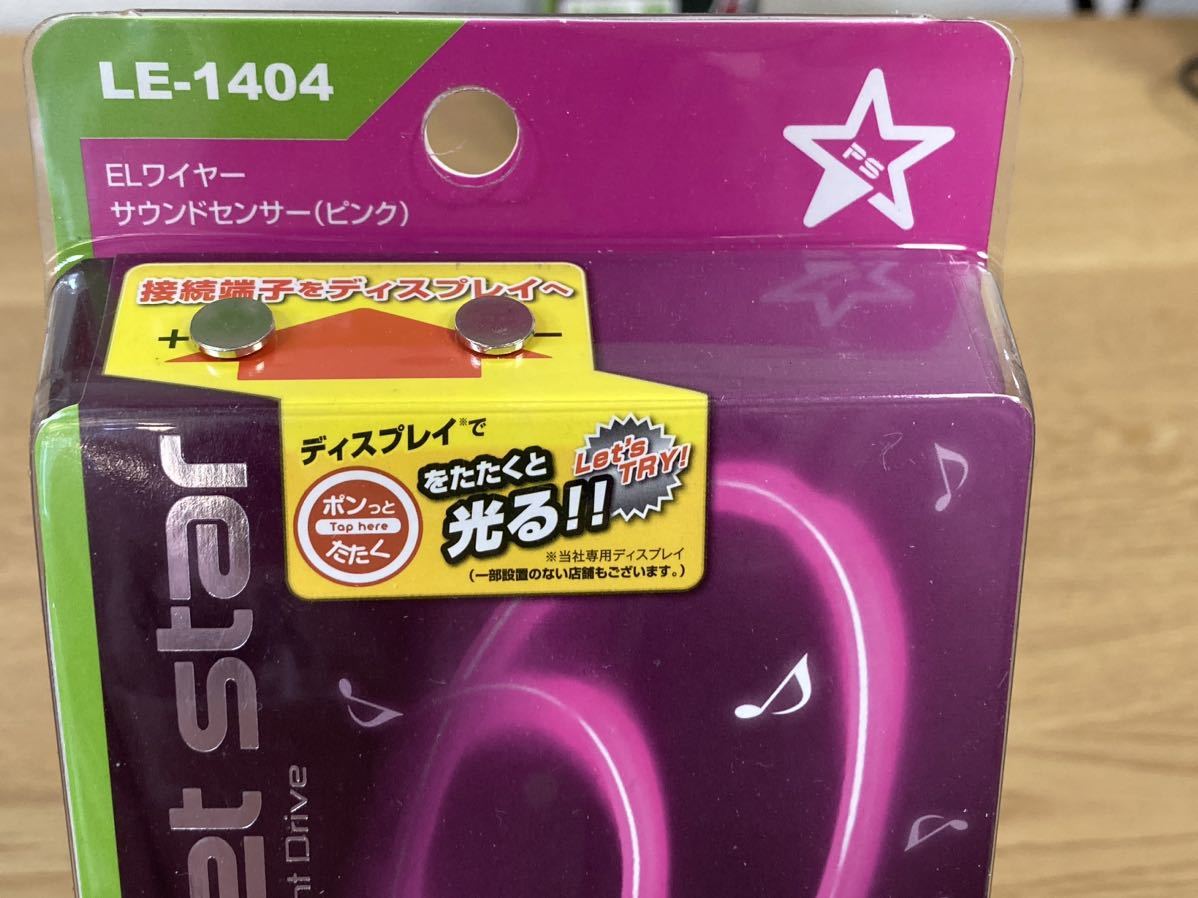 LE-1404
PS
ELワイヤー
サウンドセンサー(ピンク)
接続端子をディスプレイへ
+ −
ディスプレイ※で
ポンっと
Tap here
たたく
をたたくと
光る!!
Let's
TRY!
※当社専用ディスプレイ
(一部設置のない店舗もございます。)
et star
nt Drive